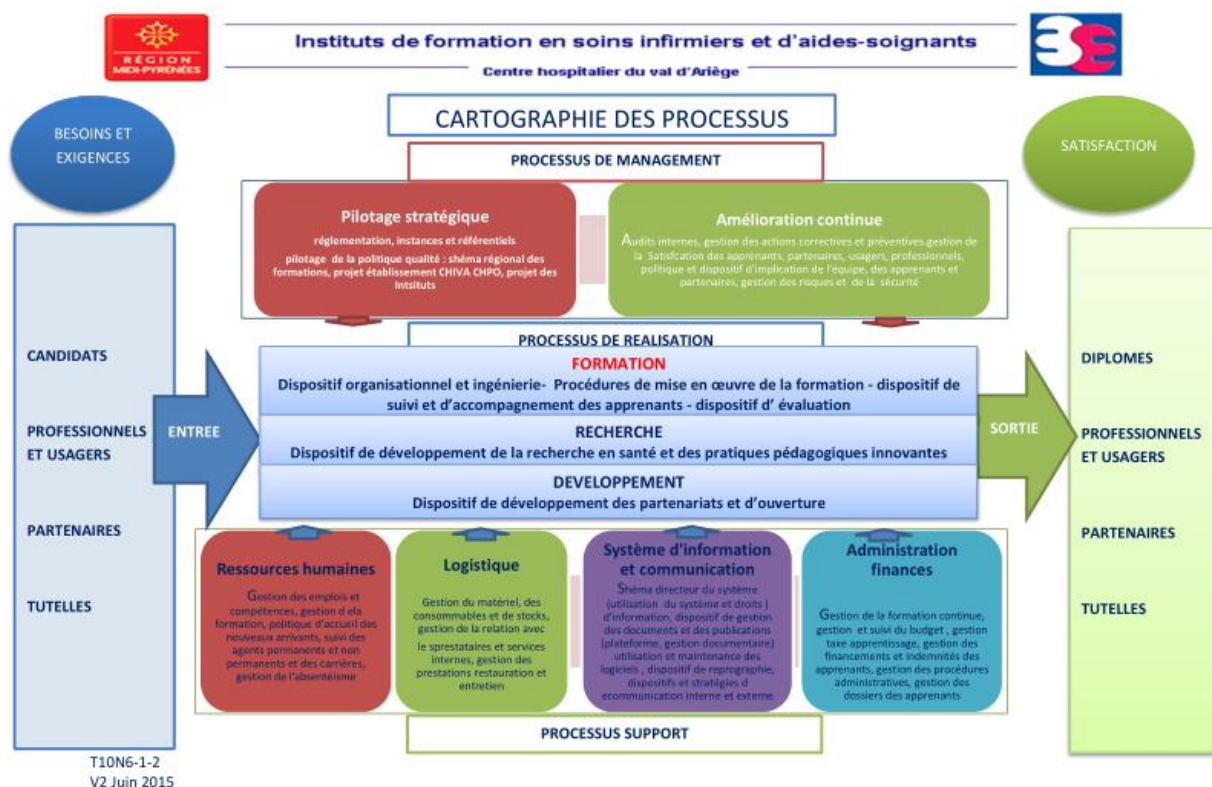 RÉGION
MIDI-PYRÉNÉES
Instituts de formation en soins infirmiers et d'aides-soignants
Centre hospitalier du val d'Ariège
3E
CARTOGRAPHIE DES PROCESSUS
BESOINS ET
EXIGENCES
SATISFACTION
PROCESSUS DE MANAGEMENT
Pilotage stratégique
réglementation, instances et référentiels
pilotage de la politique qualité : shéma régional des
formations, projet établissement CHIVA CHPO, projet des
Intsituts
Amélioration continue
Audits internes, gestion des actions correctives et préventives gestion de
la Satisfcation des apprenants, partenaires, usagers, professionnels,
politique et dispositif d'implication de l'équipe, des apprenants et
partenaires, gestion des risques et de la sécurité
CANDIDATS
PROFESSIONNELS
ET USAGERS
PARTENAIRES
TUTELLES
ENTREE
PROCESSUS DE REALISATION
FORMATION
Dispositif organisationnel et ingénierie- Procédures de mise en œuvre de la formation - dispositif de
suivi et d'accompagnement des apprenants - dispositif d' évaluation
RECHERCHE
Dispositif de développement de la recherche en santé et des pratiques pédagogiques innovantes
DEVELOPPEMENT
Dispositif de développement des partenariats et d'ouverture
SORTIE
DIPLOMES
PROFESSIONNELS
ET USAGERS
PARTENAIRES
TUTELLES
Ressources humaines
Gestion des emplois et
compétences, gestion d ela
formation, politique d'accueil des
nouveaux arrivants, suivi des
agents permanents et non
permanents et des carrières,
gestion de l'absentéisme
Logistique
Gestion du matériel, des
consommables et de stocks,
gestion de la relation avec
le sprestataires et services
internes, gestion des
prestations restauration et
entretien
Système d'information
et communication
Shéma directeur du système
(utilisation du système et droits )
d'information, dispositif de gestion
des documents et des publications
(plateforme, gestion documentaire)
utilisation et maintenance des
logiciels , dispositif de reprographie,
dispositifs et stratégies d
ecommunication interne et externe
Administration
finances
Gestion de la formation continue,
gestion et suivi du budget , gestion
taxe apprentissage, gestion des
financements et indemnités des
apprenants, gestion des procédures
administratives, gestion des
dossiers des apprenants
PROCESSUS SUPPORT
T10N6-1-2
V2 Juin 2015